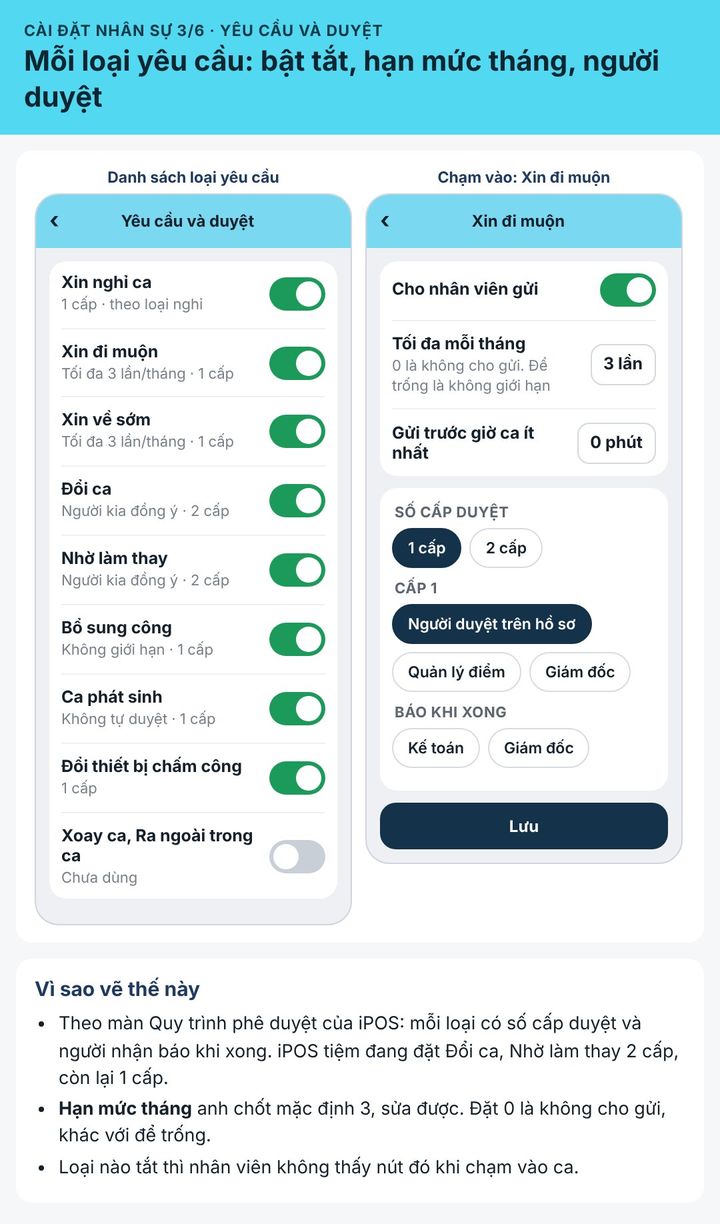 CÀI ĐẶT NHÂN SỰ 3/6 · YÊU CẦU VÀ DUYỆT
Mỗi loại yêu cầu: bật tắt, hạn mức tháng, người
duyệt
Danh sách loại yêu cầu
‹ Yêu cầu và duyệt
Xin nghỉ ca
1 cấp · theo loại nghỉ
Xin đi muộn
Tối đa 3 lần/tháng · 1 cấp
Xin về sớm
Tối đa 3 lần/tháng · 1 cấp
Đổi ca
Người kia đồng ý · 2 cấp
Nhờ làm thay
Người kia đồng ý · 2 cấp
Bổ sung công
Không giới hạn · 1 cấp
Ca phát sinh
Không tự duyệt · 1 cấp
Đổi thiết bị chấm công
1 cấp
Xoay ca, Ra ngoài trong
ca
Chưa dùng
Chạm vào: Xin đi muộn
‹ Xin đi muộn
Cho nhân viên gửi
Tối đa mỗi tháng
0 là không cho gửi. Để
trống là không giới hạn
3 lần
Gửi trước giờ ca ít
nhất
0 phút
SỐ CẤP DUYỆT
1 cấp 2 cấp
CẤP 1
Người duyệt trên hồ sơ
Quản lý điểm Giám đốc
BÁO KHI XONG
Kế toán Giám đốc
Lưu
Vì sao vẽ thế này
• Theo màn Quy trình phê duyệt của iPOS: mỗi loại có số cấp duyệt và
người nhận báo khi xong. iPOS tiệm đang đặt Đổi ca, Nhờ làm thay 2 cấp,
còn lại 1 cấp.
• Hạn mức tháng anh chốt mặc định 3, sửa được. Đặt 0 là không cho gửi,
khác với để trống.
• Loại nào tắt thì nhân viên không thấy nút đó khi chạm vào ca.